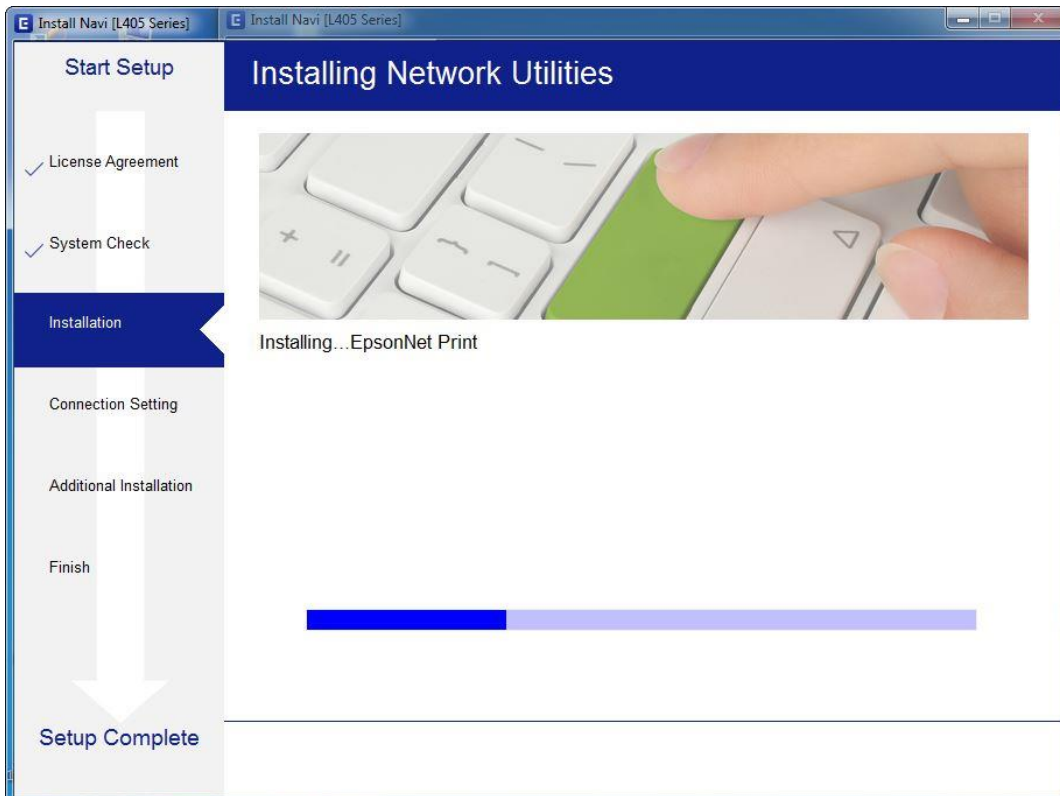 Install Navi [L405 Series]
Install Navi [L405 Series]
Start Setup
License Agreement
System Check
Installation
Connection Setting
Additional Installation
Finish
Setup Complete
Installing Network Utilities
Installing...EpsonNet Print